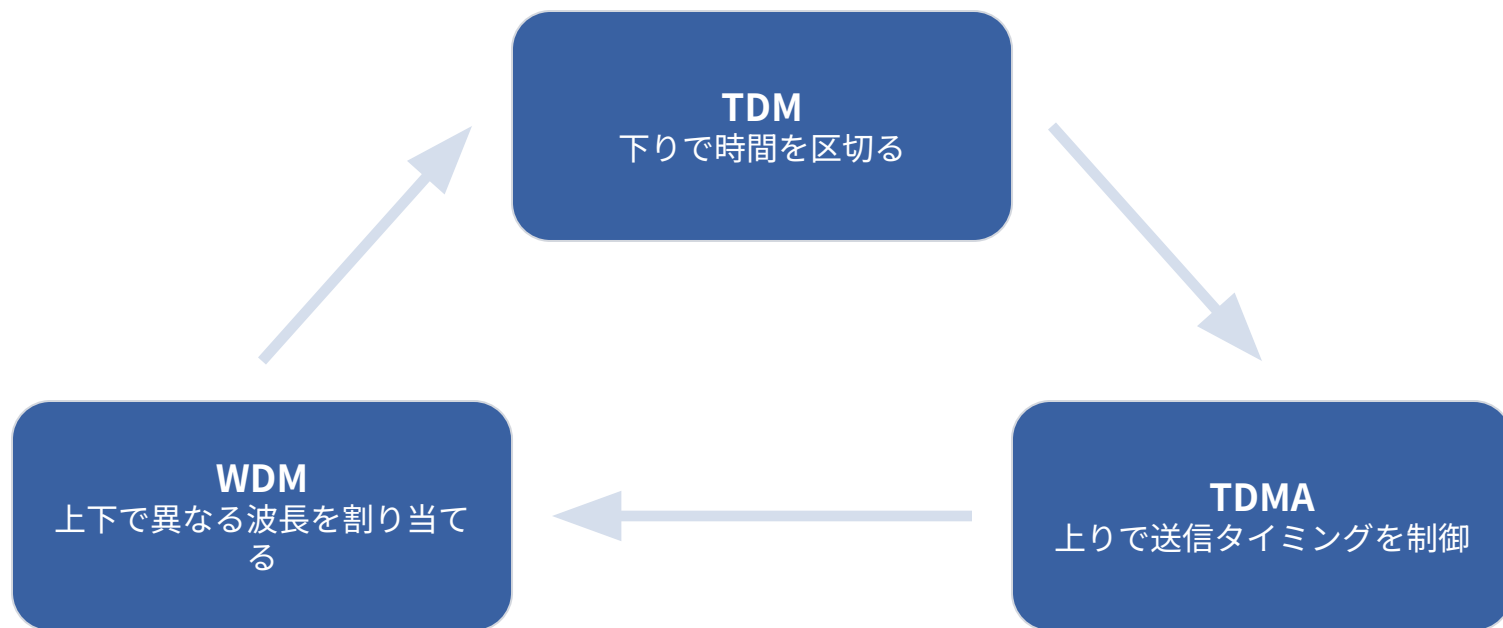 TDM
下りで時間を区切る
WDM
上下で異なる波長を割り当て
る
TDMA
上りで送信タイミングを制御